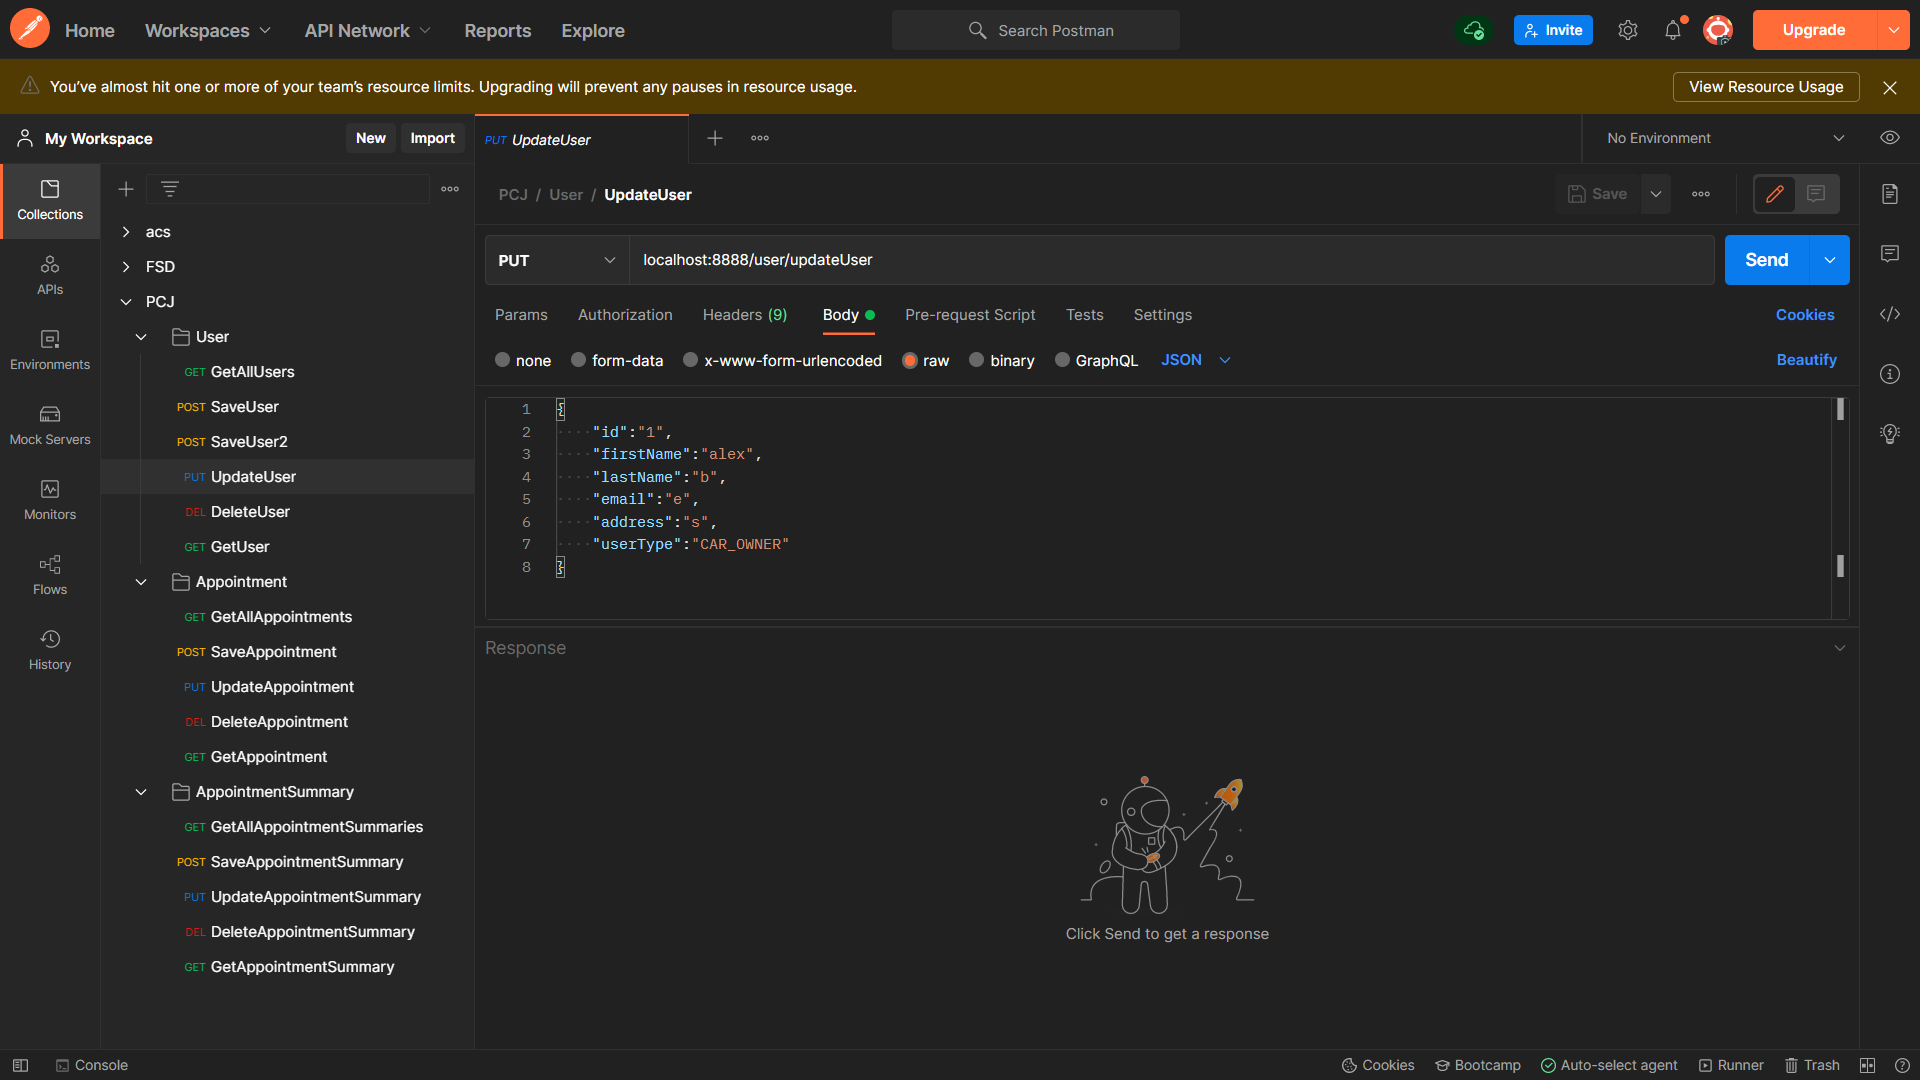 Home
Workspaces
API Network
Reports
Explore
Search Postman
Invite
Upgrade
You've almost hit one or more of your team's resource limits. Upgrading will prevent any pauses in resource usage.
View Resource Usage
My Workspace
New
Import
PUT UpdateUser
No Environment
Collections
APIs
Environments
Mock Servers
Monitors
Flows
History
acs
FSD
PCJ
User
GET GetAllUsers
POST SaveUser
POST SaveUser2
PUT UpdateUser
DEL DeleteUser
GET GetUser
Appointment
GET GetAllAppointments
POST SaveAppointment
PUT UpdateAppointment
DEL DeleteAppointment
GET GetAppointment
AppointmentSummary
GET GetAllAppointmentSummaries
POST SaveAppointmentSummary
PUT UpdateAppointmentSummary
DEL DeleteAppointmentSummary
GET GetAppointmentSummary
PCJ / User / UpdateUser
Save
PUT
localhost:8888/user/updateUser
Send
Params
Authorization
Headers (9)
Body
Pre-request Script
Tests
Settings
Cookies
none
form-data
x-www-form-urlencoded
raw
binary
GraphQL
JSON
Beautify
1 {
2 "id":"1",
3 "firstName":"alex",
4 "lastName":"b",
5 "email":"e",
6 "address":"s",
7 "userType":"CAR_OWNER"
8 }
Response
Click Send to get a response
Console
Cookies
Bootcamp
Auto-select agent
Runner
Trash